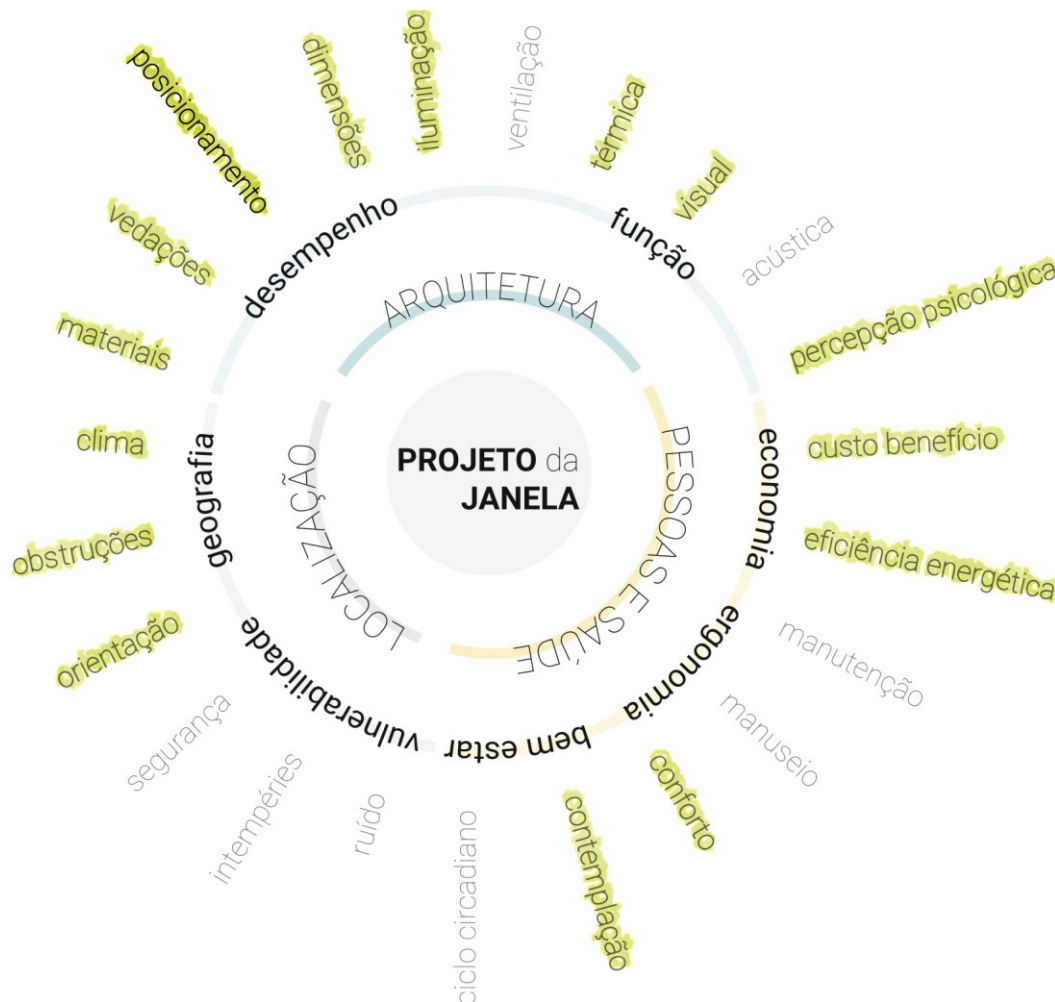 PROJETO da
JANELA
ARQUITETURA
PESSOAS E SAÚDE
LOCALIZAÇÃO
desempenho
função
economia
ergonomia
bem estar
vulnerabilidade
geografia
posicionamento
dimensões
iluminação
ventilação
térmica
visual
acústica
percepção psicológica
custo benefício
eficiência energética
manutenção
manuseio
conforto
contemplação
ciclo circadiano
ruído
intempéries
segurança
orientação
obstruções
clima
materiais
vedações